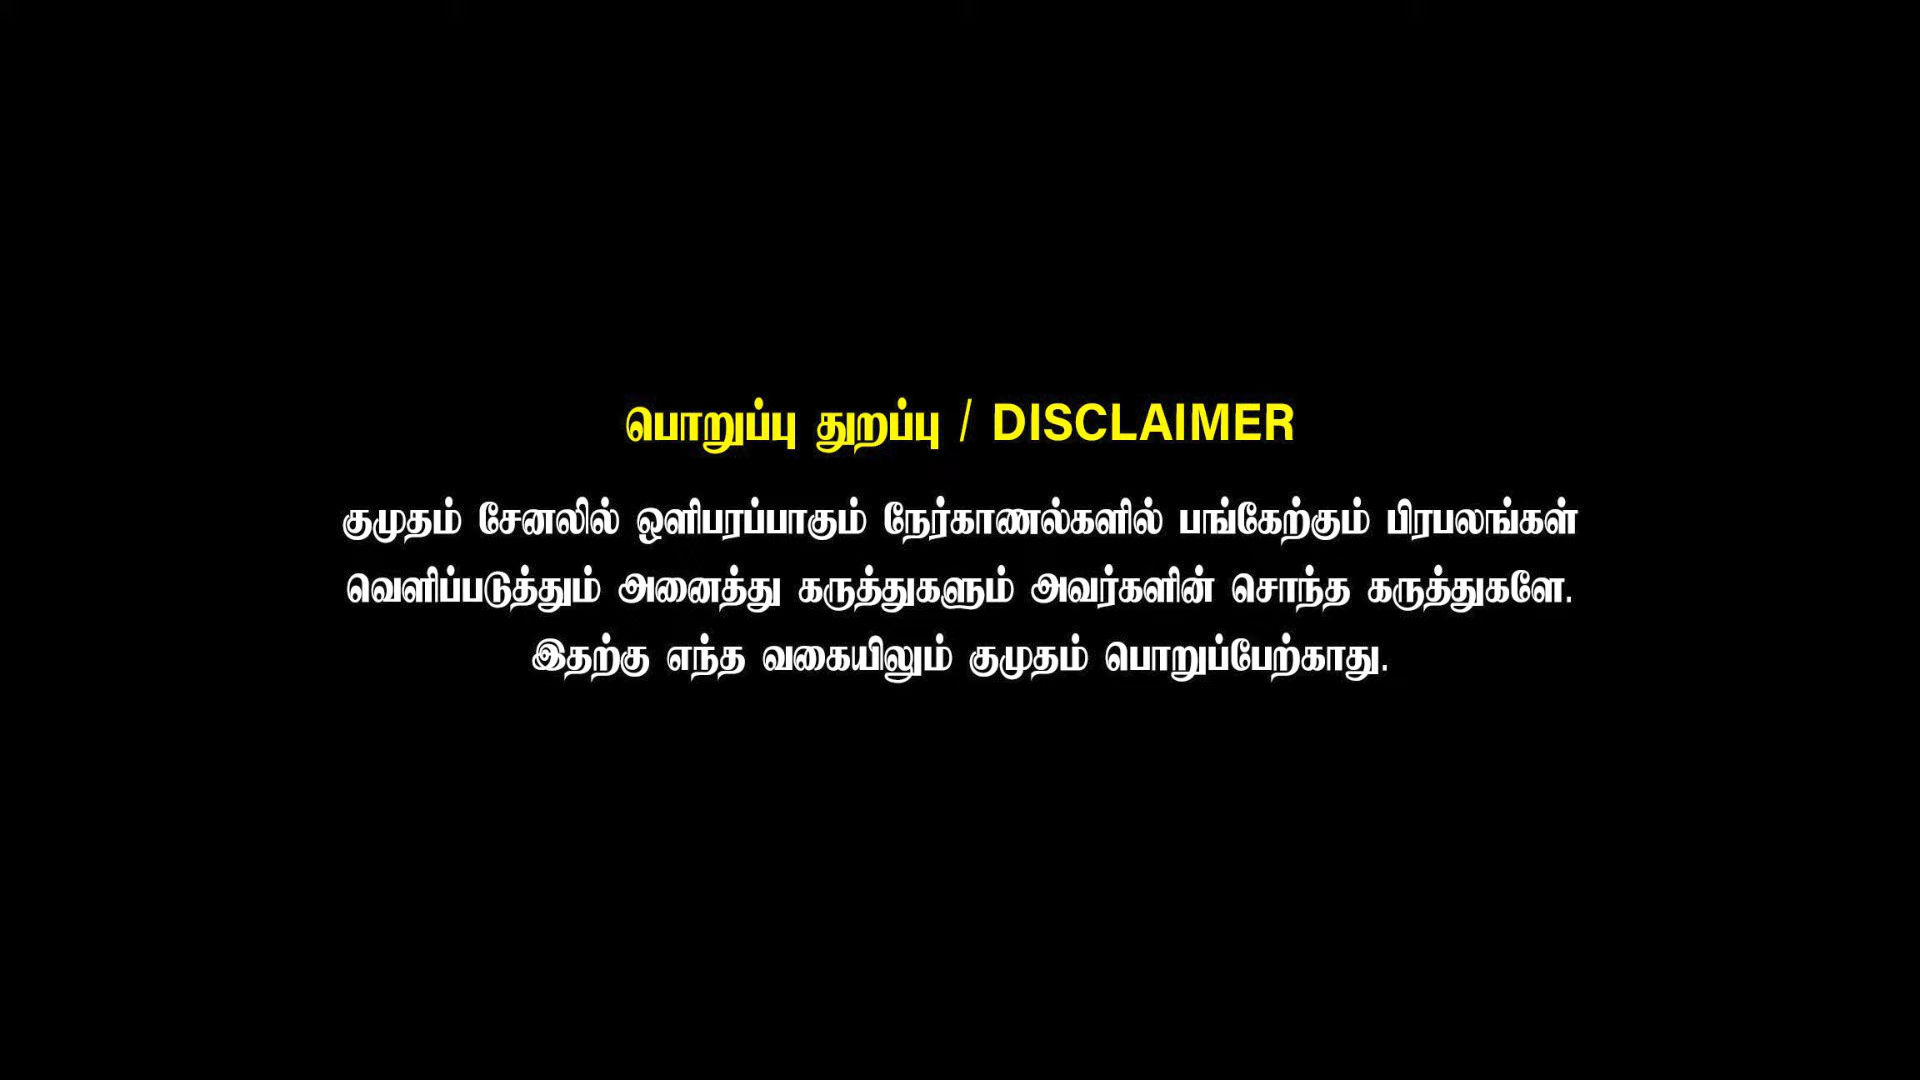 பொறுப்பு துறப்பு / DISCLAIMER
குமுதம் சேனலில் ஒளிபரப்பாகும் நேர்காணல்களில் பங்கேற்கும் பிரபலங்கள்
வெளிப்படுத்தும் அனைத்து கருத்துகளும் அவர்களின் சொந்த கருத்துகளே.
இதற்கு எந்த வகையிலும் குமுதம் பொறுப்பேற்காது.